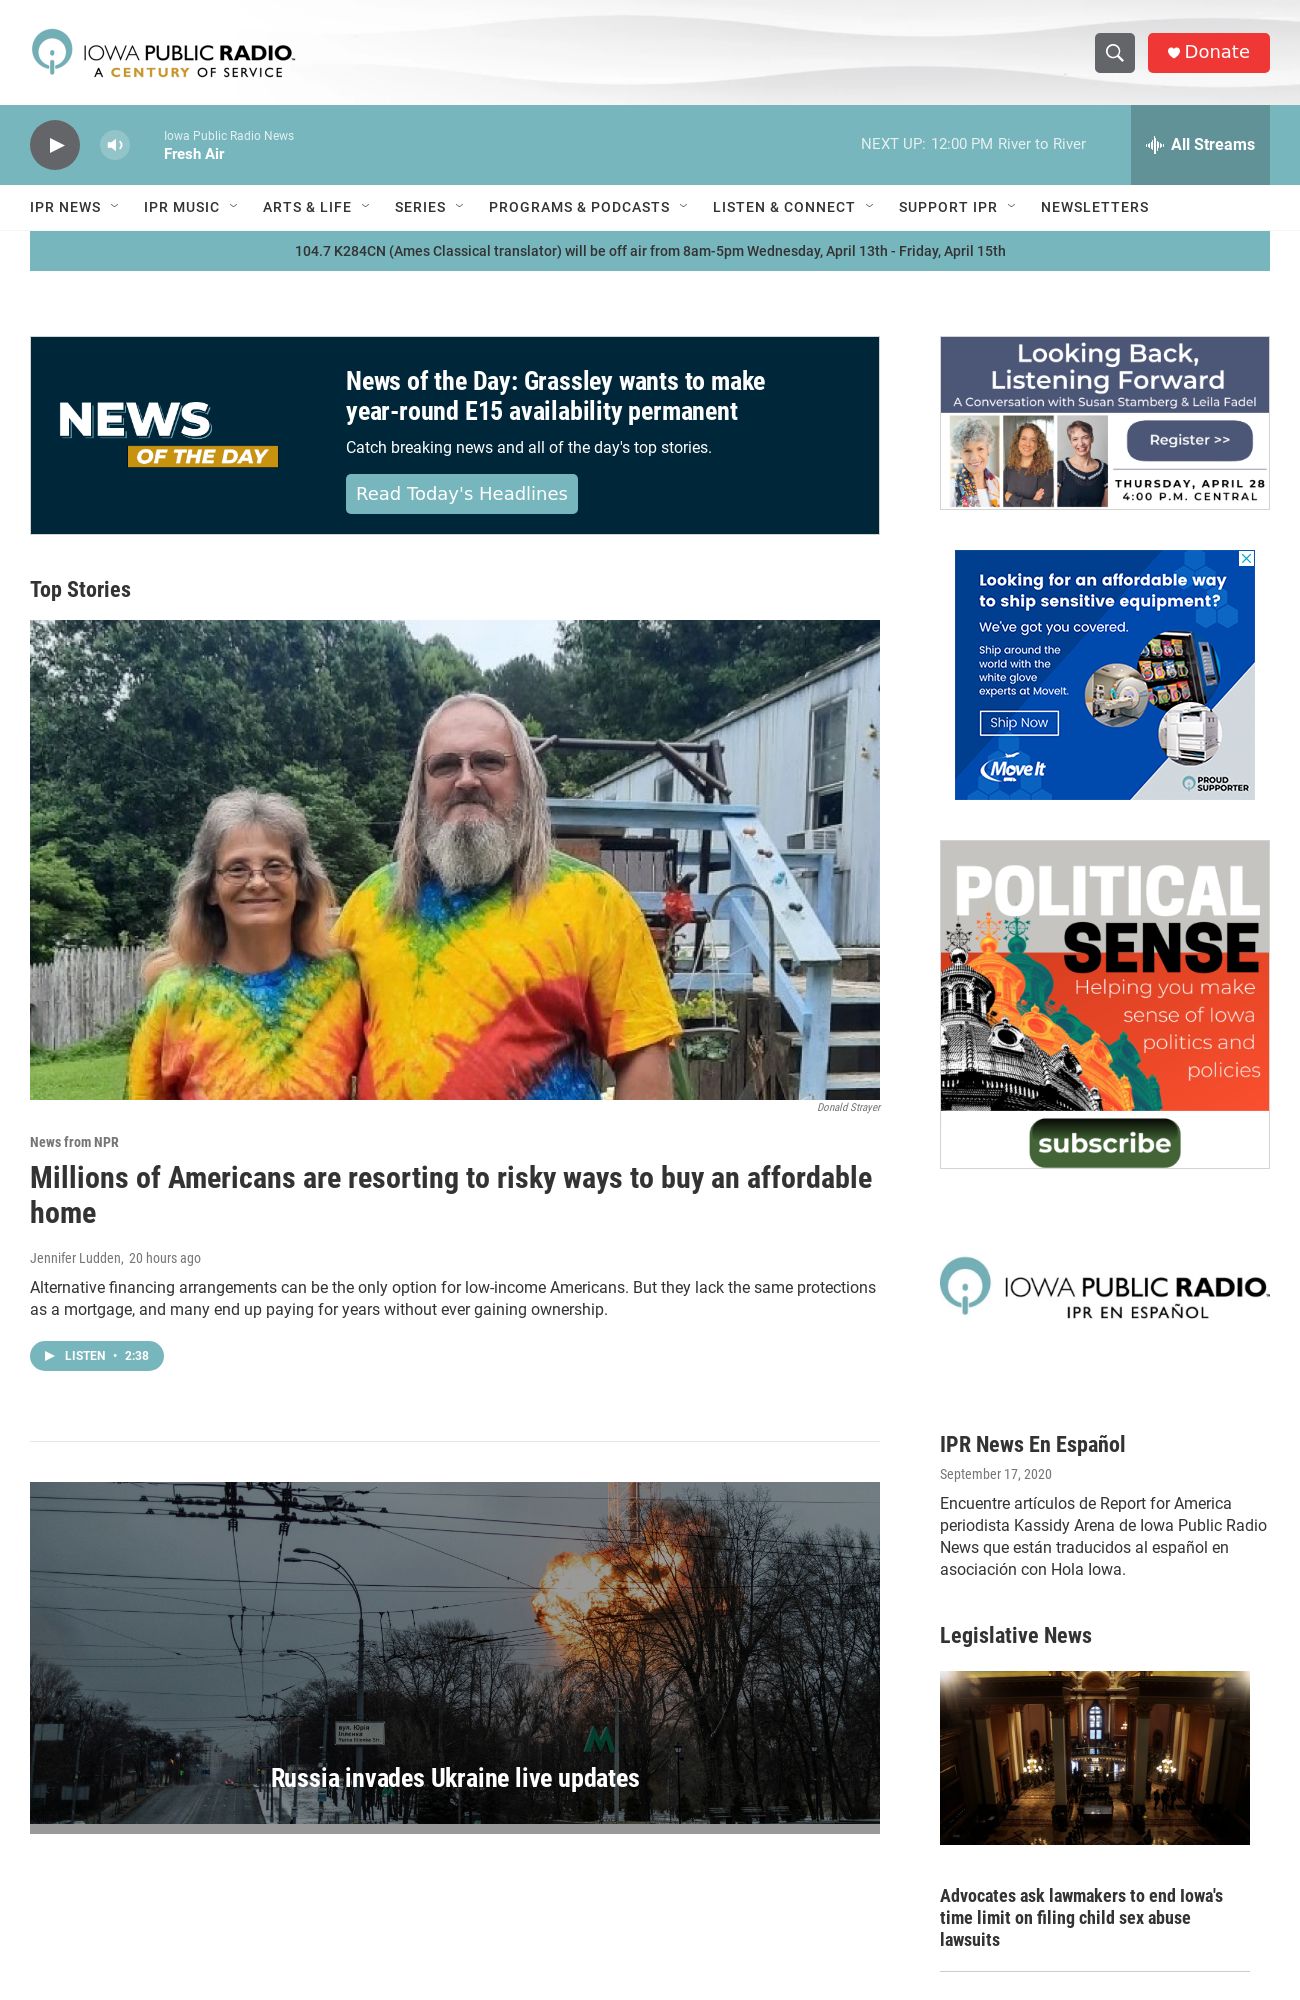 IOWA PUBLIC RADIO.
A CENTURY OF SERVICE
Donate
Iowa Public Radio News
Fresh Air
NEXT UP: 12:00 PM River to River
All Streams
IPR NEWS
IPR MUSIC
ARTS & LIFE
SERIES
PROGRAMS & PODCASTS
LISTEN & CONNECT
SUPPORT IPR
NEWSLETTERS
104.7 K284CN (Ames Classical translator) will be off air from 8am-5pm Wednesday, April 13th - Friday, April 15th
NEWS
OF THE DAY
News of the Day: Grassley wants to make
year-round E15 availability permanent
Catch breaking news and all of the day's top stories.
Read Today's Headlines
Top Stories
Donald Strayer
News from NPR
Millions of Americans are resorting to risky ways to buy an affordable
home
Jennifer Ludden, 20 hours ago
Alternative financing arrangements can be the only option for low-income Americans. But they lack the same protections
as a mortgage, and many end up paying for years without ever gaining ownership.
LISTEN • 2:38
вул. Юрія
Іллєнка
Yuria Illienka Str.
Russia invades Ukraine live updates
Looking Back,
Listening Forward
A Conversation with Susan Stamberg & Leila Fadel
Register >>
THURSDAY, APRIL 28
4:00 P.M. CENTRAL
Looking for an affordable way
to ship sensitive equipment?
We've got you covered.
Ship around the
world with the
white glove
experts at MoveIt.
Ship Now
Move It
PROUD
SUPPORTER
POLITICAL
SENSE
Helping you make
sense of Iowa
politics and
policies
subscribe
IOWA PUBLIC RADIO.
IPR EN ESPAÑOL
IPR News En Español
September 17, 2020
Encuentre artículos de Report for America
periodista Kassidy Arena de Iowa Public Radio
News que están traducidos al español en
asociación con Hola Iowa.
Legislative News
Advocates ask lawmakers to end Iowa's
time limit on filing child sex abuse
lawsuits